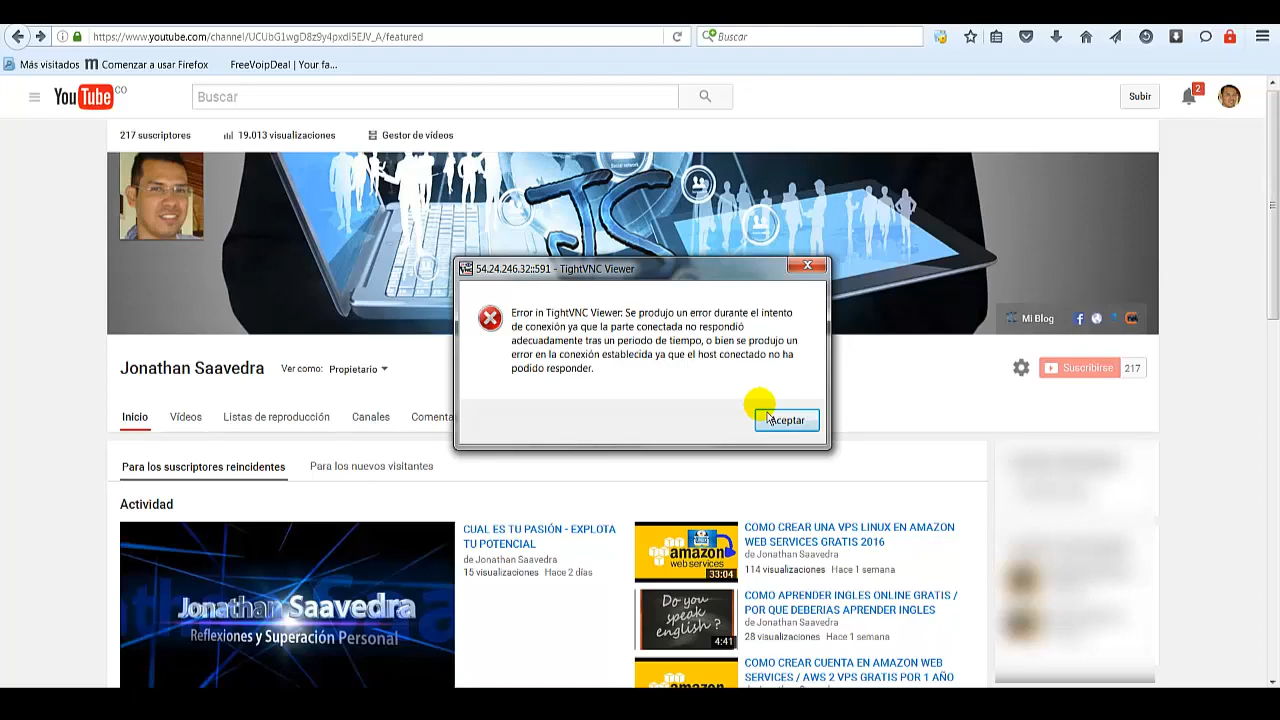 https://www.youtube.com/channel/UCUbG1wgD8z9y4pxdI5EJV_A/featured
Buscar
Más visitados
Comenzar a usar Firefox
FreeVoipDeal | Your fa...
YouTube CO
Buscar
Subir
2
217 suscriptores
19.013 visualizaciones
Gestor de vídeos
Social network
JS
Mi Blog
54.24.246.32::591 - TightVNC Viewer
Error in TightVNC Viewer: Se produjo un error durante el intento
de conexión ya que la parte conectada no respondió
adecuadamente tras un periodo de tiempo, o bien se produjo un
error en la conexión establecida ya que el host conectado no ha
podido responder.
Aceptar
Jonathan Saavedra
Ver como: Propietario
Suscribirse 217
Inicio
Vídeos
Listas de reproducción
Canales
Comenta
Para los suscriptores reincidentes
Para los nuevos visitantes
Actividad
Jonathan Saavedra
Reflexiones y Superación Personal
CUAL ES TU PASIÓN - EXPLOTA
TU POTENCIAL
de Jonathan Saavedra
15 visualizaciones Hace 2 días
amazon
web services
33:04
COMO CREAR UNA VPS LINUX EN AMAZON
WEB SERVICES GRATIS 2016
de Jonathan Saavedra
114 visualizaciones Hace 1 semana
Do you
speak
english?
4:41
COMO APRENDER INGLES ONLINE GRATIS /
POR QUE DEBERIAS APRENDER INGLES
de Jonathan Saavedra
28 visualizaciones Hace 1 semana
amazon
COMO CREAR CUENTA EN AMAZON WEB
SERVICES / AWS 2 VPS GRATIS POR 1 AÑO